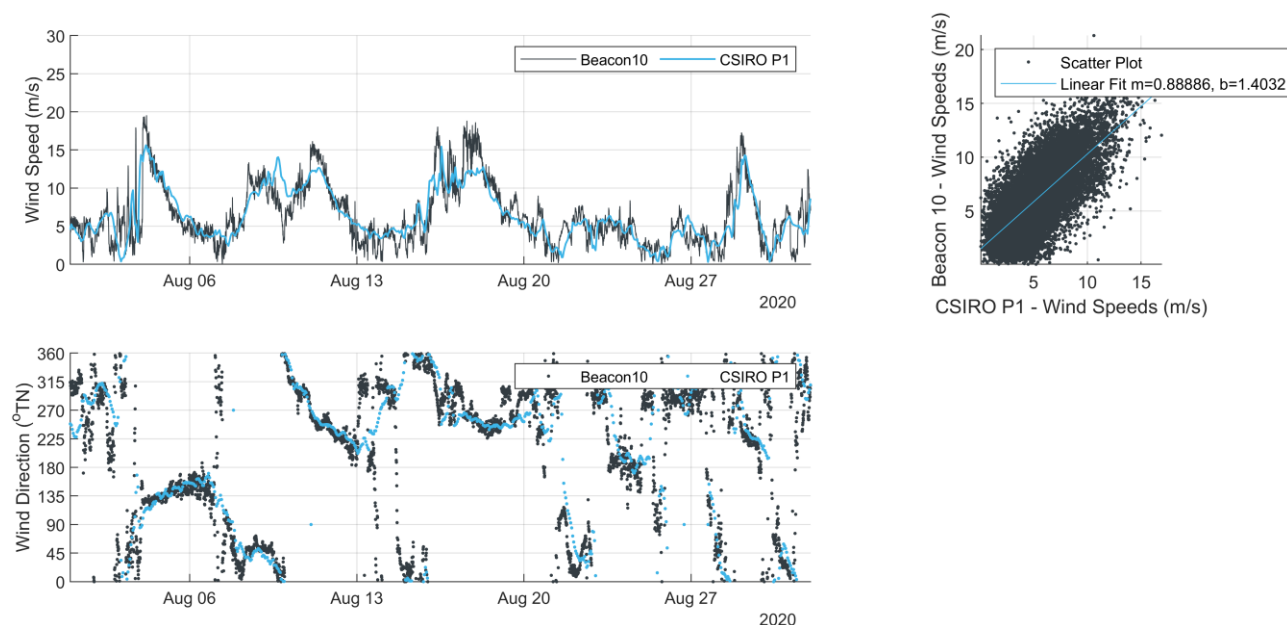 Wind Speed (m/s)
30
25
20
15
10
5
0
Beacon10
CSIRO P1
Aug 06
Aug 13
Aug 20
Aug 27
2020
Beacon 10 - Wind Speeds (m/s)
20
15
10
5
Scatter Plot
Linear Fit m=0.88886, b=1.4032
5
10
15
CSIRO P1 - Wind Speeds (m/s)
Wind Direction (°TN)
360
315
270
225
180
135
90
45
0
Beacon10
CSIRO P1
Aug 06
Aug 13
Aug 20
Aug 27
2020